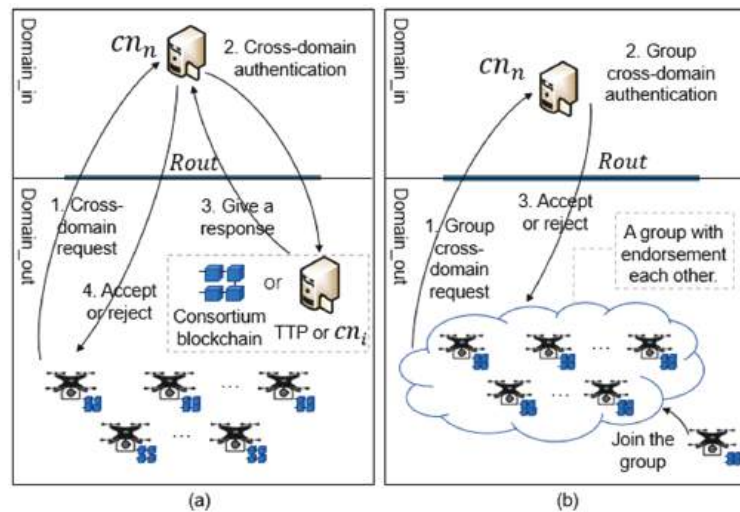 Domain_in
cn_n
2. Cross-domain
authentication
Rout
Domain_out
1. Cross-
domain
request
3. Give a
response
4. Accept
or reject
or
Consortium
blockchain
TTP or cn_i
...
...
(a)
Domain_in
cn_n
2. Group
cross-domain
authentication
Rout
Domain_out
1. Group
cross-
domain
request
3. Accept
or reject
A group with
endorsement
each other.
...
...
Join the
group
(b)